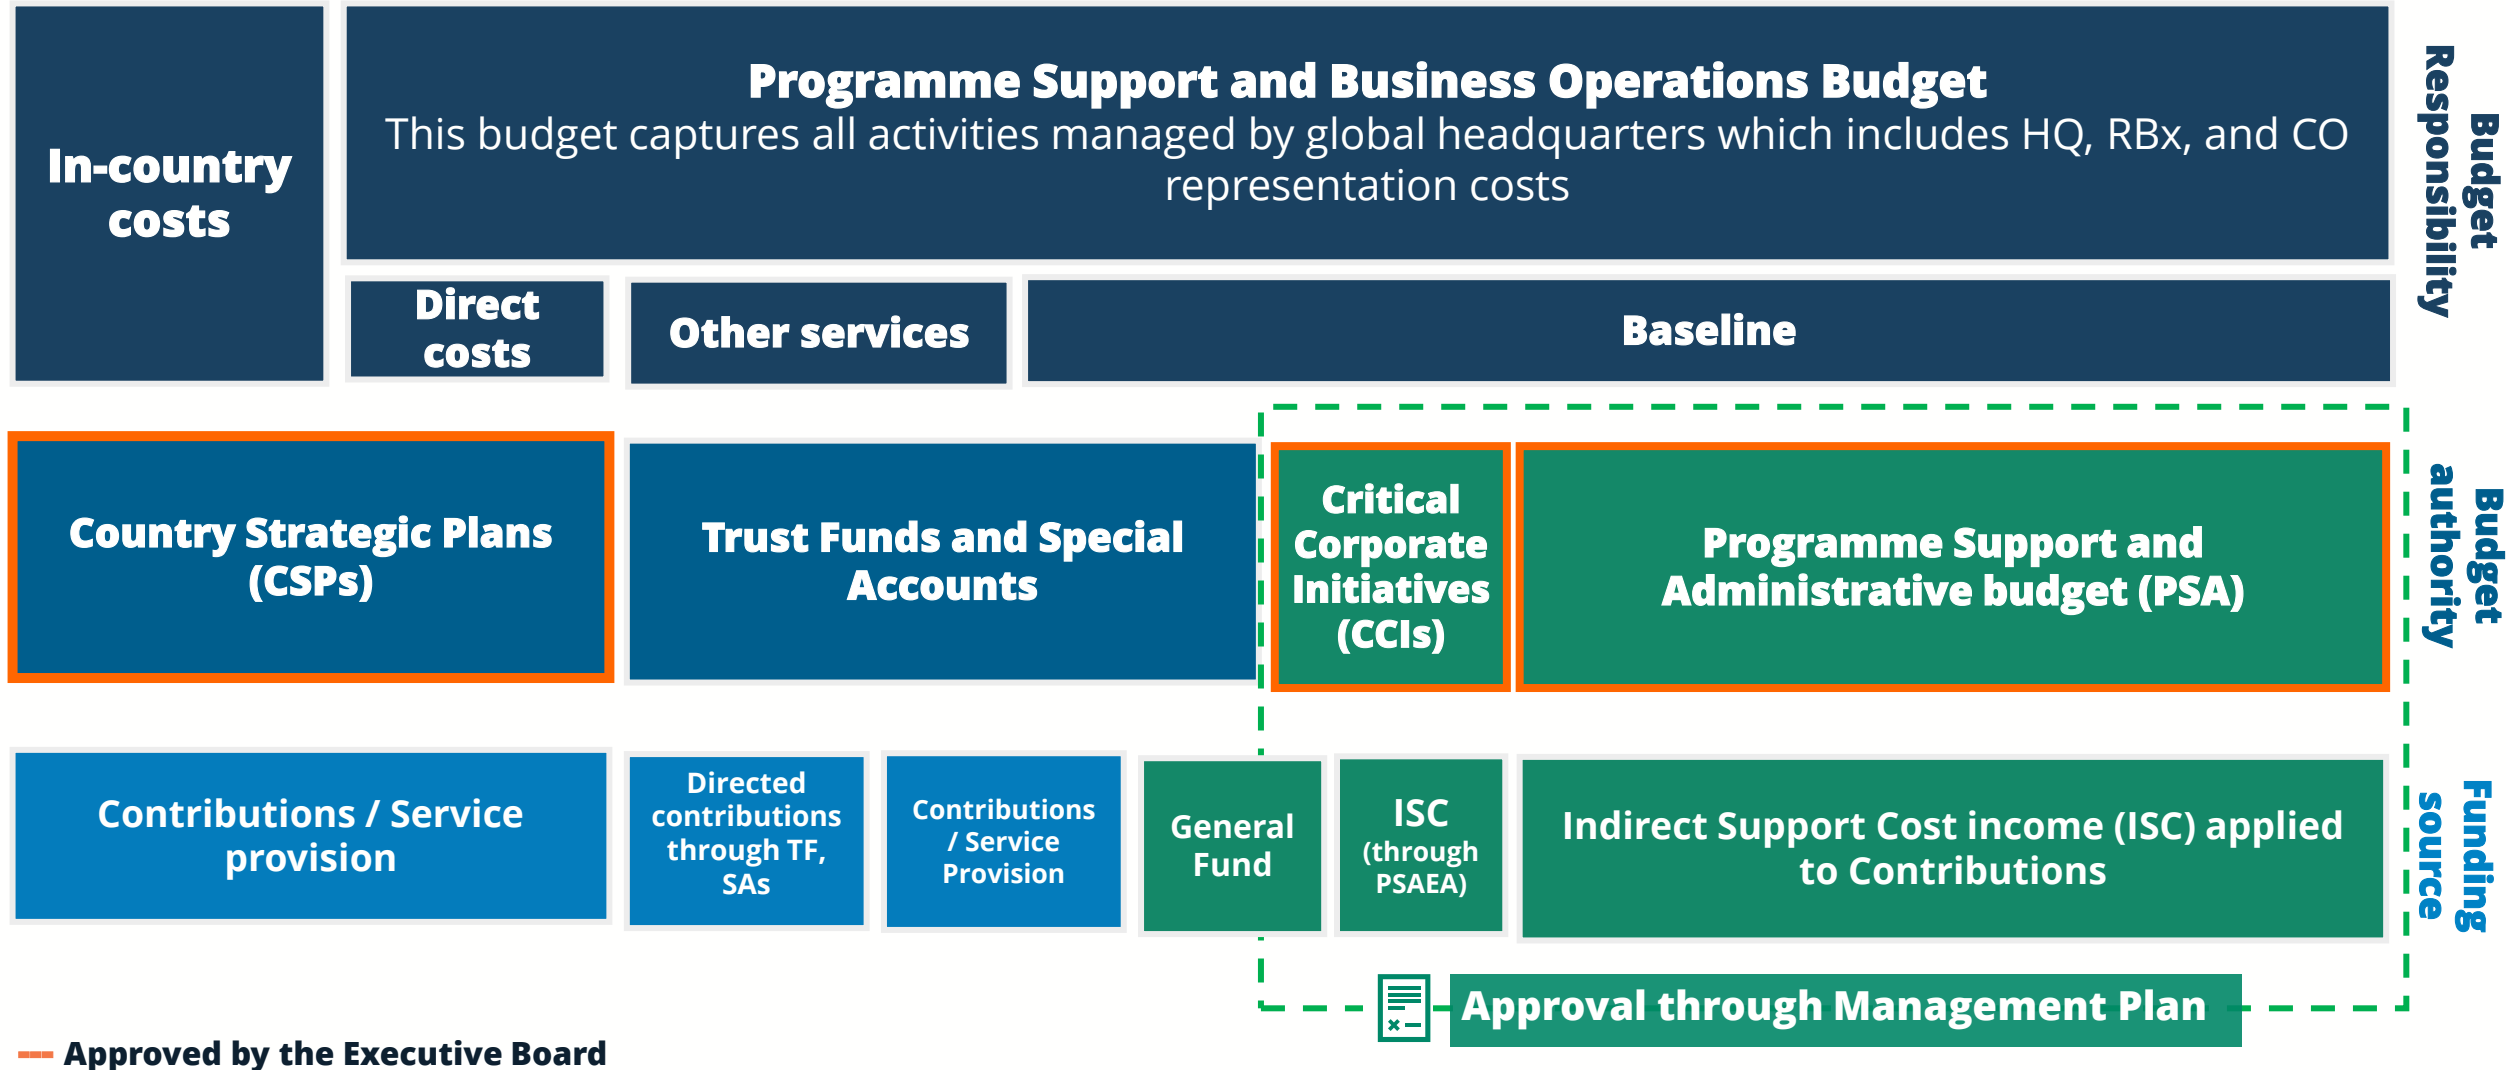 In-country
costs
Programme Support and Business Operations Budget
This budget captures all activities managed by global headquarters which includes HQ, RBx, and CO
representation costs
Direct
costs
Other services
Baseline
Budget
Responsibility
Country Strategic Plans
(CSPs)
Trust Funds and Special
Accounts
Critical
Corporate
Initiatives
(CCIs)
Programme Support and
Administrative budget (PSA)
Budget
authority
Contributions / Service
provision
Directed
contributions
through TF,
SAs
Contributions
/ Service
Provision
General
Fund
ISC
(through
PSAEA)
Indirect Support Cost income (ISC) applied
to Contributions
Funding
source
Approval through Management Plan
Approved by the Executive Board